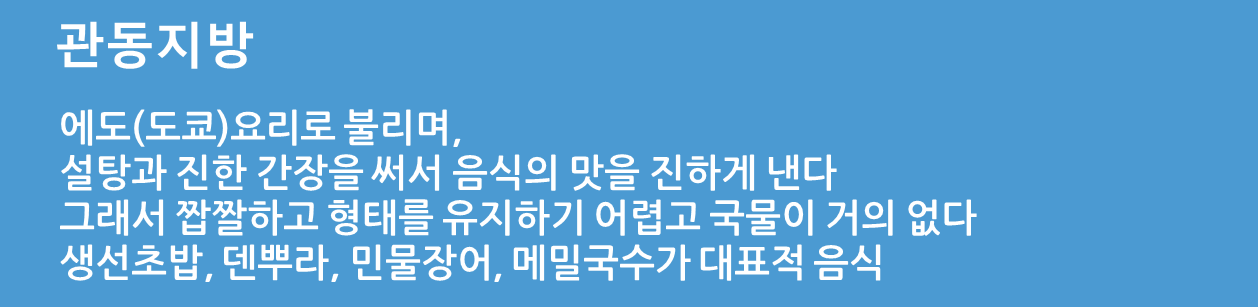 관동지방
에도(도쿄)요리로 불리며,
설탕과 진한 간장을 써서 음식의 맛을 진하게 낸다
그래서 짭짤하고 형태를 유지하기 어렵고 국물이 거의 없다
생선초밥, 덴뿌라, 민물장어, 메밀국수가 대표적 음식